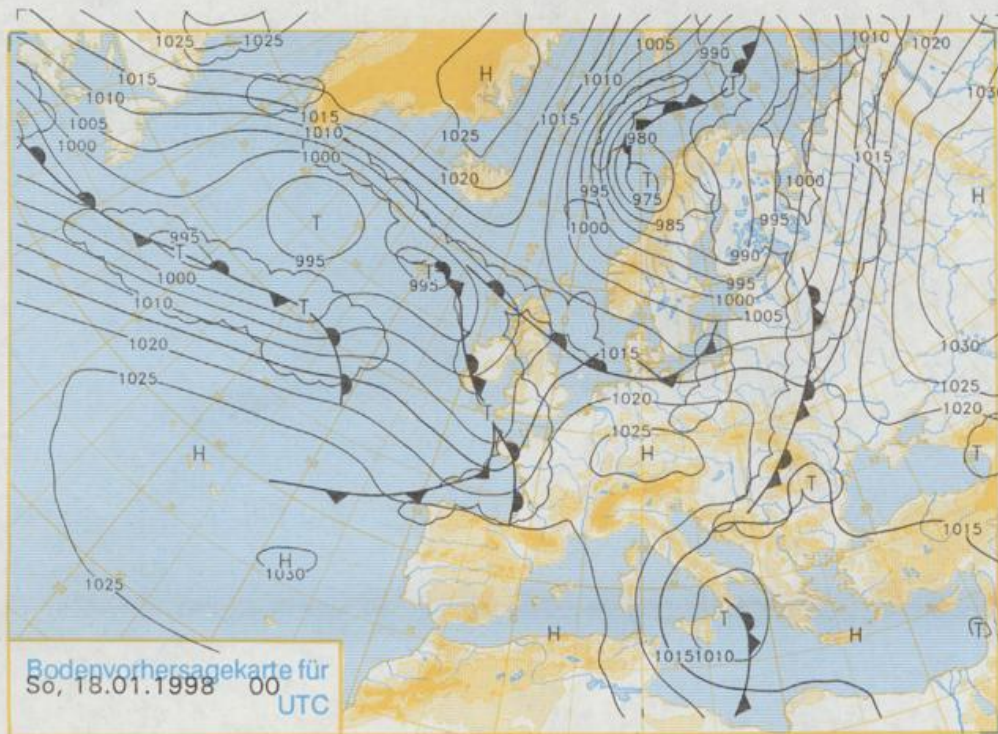 1025 1025 1005 990 1010 1020
1015 1010 H 1030
1010 1015 T
1005 1010 1025 1015
1000 1000 980 1015
1020 T 1000
995 975 H
T 1000 985 995
995 990
T T
1000 995 995 995
1010 T 1000
1005
1020 1015 1030
1025 1020 1025
T 1020
1025
H T H T
T
1015
H
1025 1030
T
H H T
10151010
Bodenvorhersagekarte für
So, 18.01.1998 00
UTC